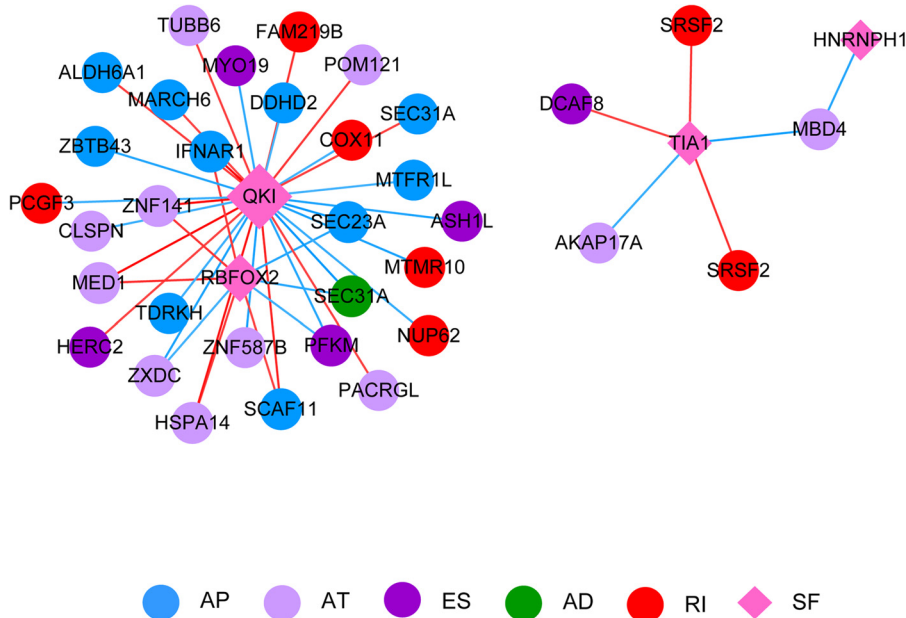 TUBB6
FAM219B
MYO19
POM121
ALDH6A1
MARCH6
DDHD2
SEC31A
ZBTB43
IFNAR1
COX11
MTFR1L
QKI
PCGF3
ZNF141
CLSPN
SEC23A
ASH1L
MED1
RBFOX2
MTMR10
SEC31A
TDRKH
NUP62
HERC2
ZNF587B
PFKM
ZXDC
PACRGL
HSPA14
SCAF11
SRSF2
HNRNPH1
DCAF8
TIA1
MBD4
AKAP17A
SRSF2
AP AT ES AD RI SF